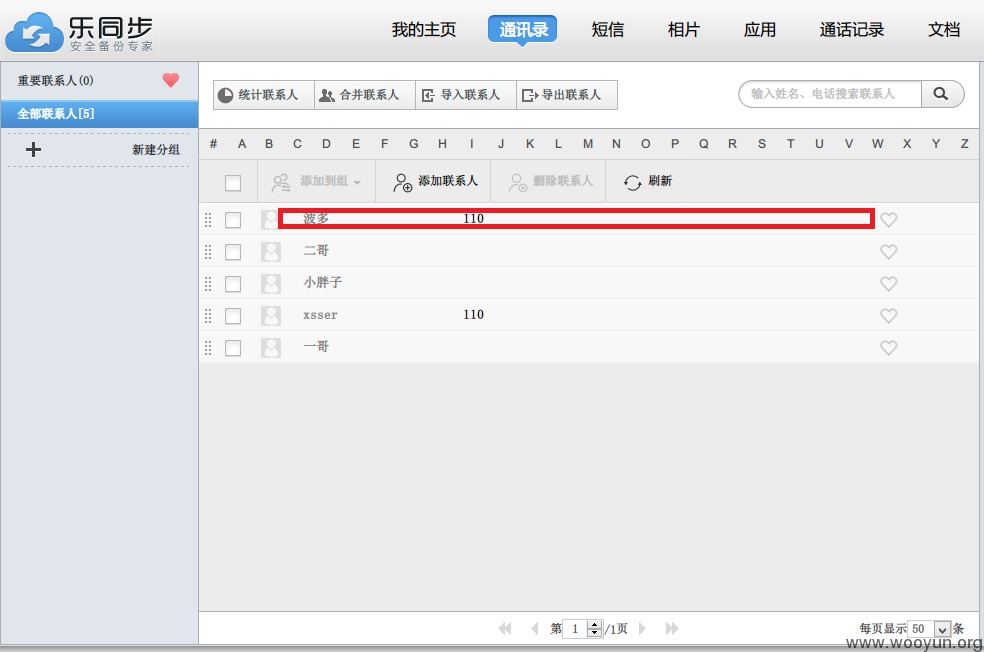 乐同步
安全备份专家
我的主页 通讯录 短信 相片 应用 通话记录 文档
重要联系人(0)
全部联系人[5]
新建分组
统计联系人 合并联系人 导入联系人 导出联系人
输入姓名、电话搜索联系人
# A B C D E F G H I J K L M N O P Q R S T U V W X Y Z
添加到组 添加联系人 删除联系人 刷新
波多 110
二哥
小胖子
xsser 110
一哥
第 1 /1页
每页显示 50 条
www.wooyun.org